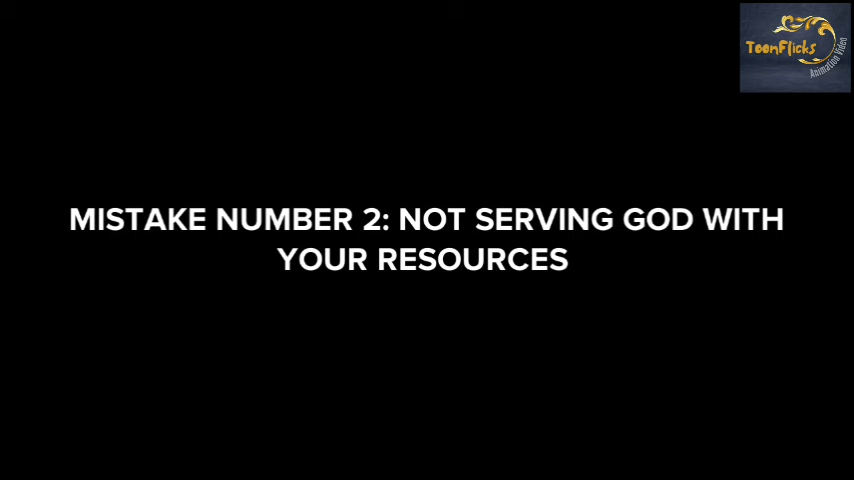 ToonFlicks
Animation Video
MISTAKE NUMBER 2: NOT SERVING GOD WITH
YOUR RESOURCES